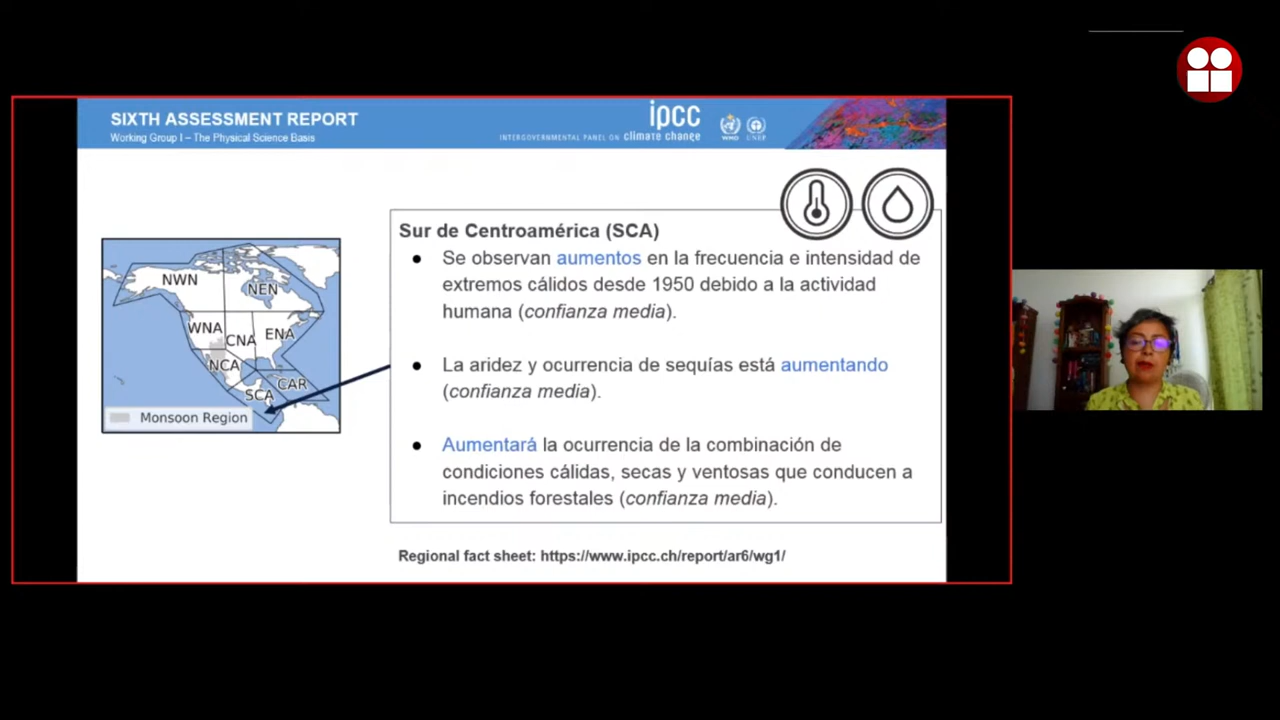 SIXTH ASSESSMENT REPORT
Working Group I – The Physical Science Basis
ipcc
INTERGOVERNMENTAL PANEL ON climate change
WMO
UNEP
Sur de Centroamérica (SCA)
● Se observan aumentos en la frecuencia e intensidad de
extremos cálidos desde 1950 debido a la actividad
humana (confianza media).
● La aridez y ocurrencia de sequías está aumentando
(confianza media).
● Aumentará la ocurrencia de la combinación de
condiciones cálidas, secas y ventosas que conducen a
incendios forestales (confianza media).
NWN
NEN
WNA
CNA
ENA
NCA
CAR
SCA
Monsoon Region
Regional fact sheet: https://www.ipcc.ch/report/ar6/wg1/